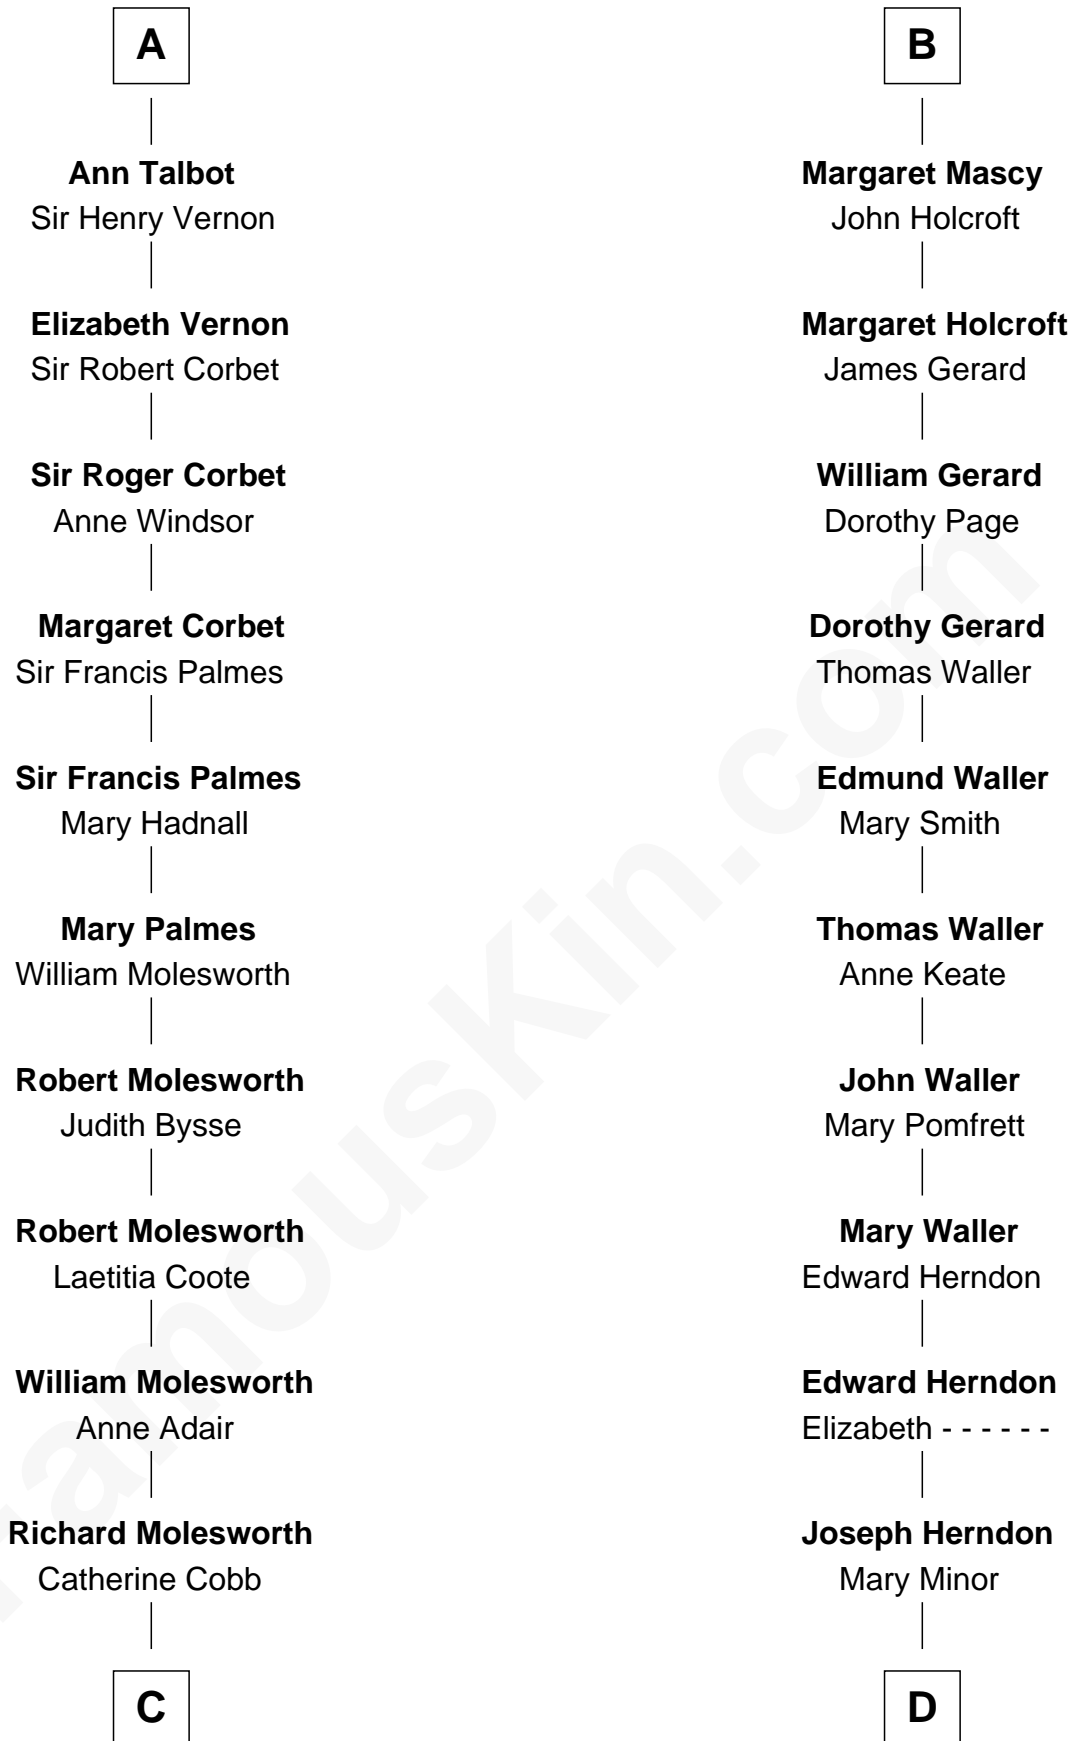 A
Ann Talbot
Sir Henry Vernon
Elizabeth Vernon
Sir Robert Corbet
Sir Roger Corbet
Anne Windsor
Margaret Corbet
Sir Francis Palmes
Sir Francis Palmes
Mary Hadnall
Mary Palmes
William Molesworth
Robert Molesworth
Judith Bysse
Robert Molesworth
Laetitia Coote
William Molesworth
Anne Adair
Richard Molesworth
Catherine Cobb
C
B
Margaret Mascy
John Holcroft
Margaret Holcroft
James Gerard
William Gerard
Dorothy Page
Dorothy Gerard
Thomas Waller
Edmund Waller
Mary Smith
Thomas Waller
Anne Keate
John Waller
Mary Pomfrett
Mary Waller
Edward Herndon
Edward Herndon
Elizabeth - - - - - -
Joseph Herndon
Mary Minor
D
FamousKin.com